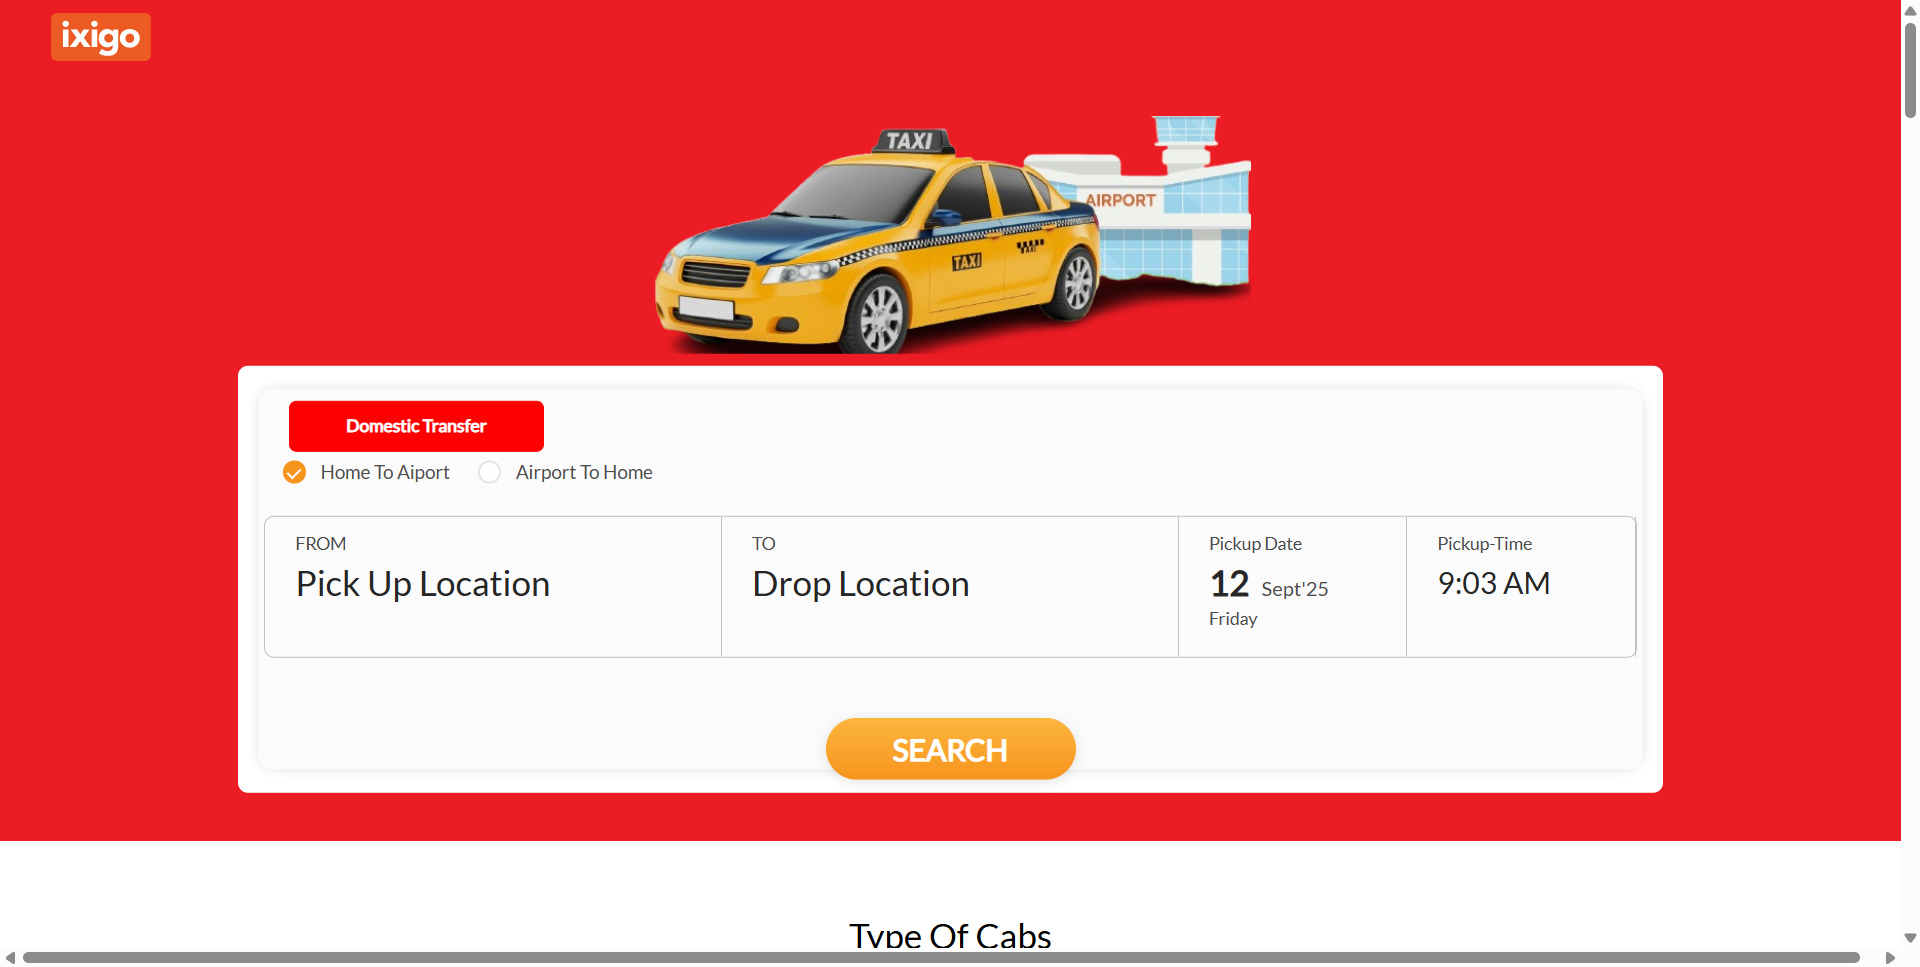 ixigo
TAXI
AIRPORT
TAXI
TAXI
Domestic Transfer
Home To Aiport
Airport To Home
FROM
TO
Pickup Date
Pickup-Time
Pick Up Location
Drop Location
12 Sept'25
9:03 AM
Friday
SEARCH
Type Of Cabs